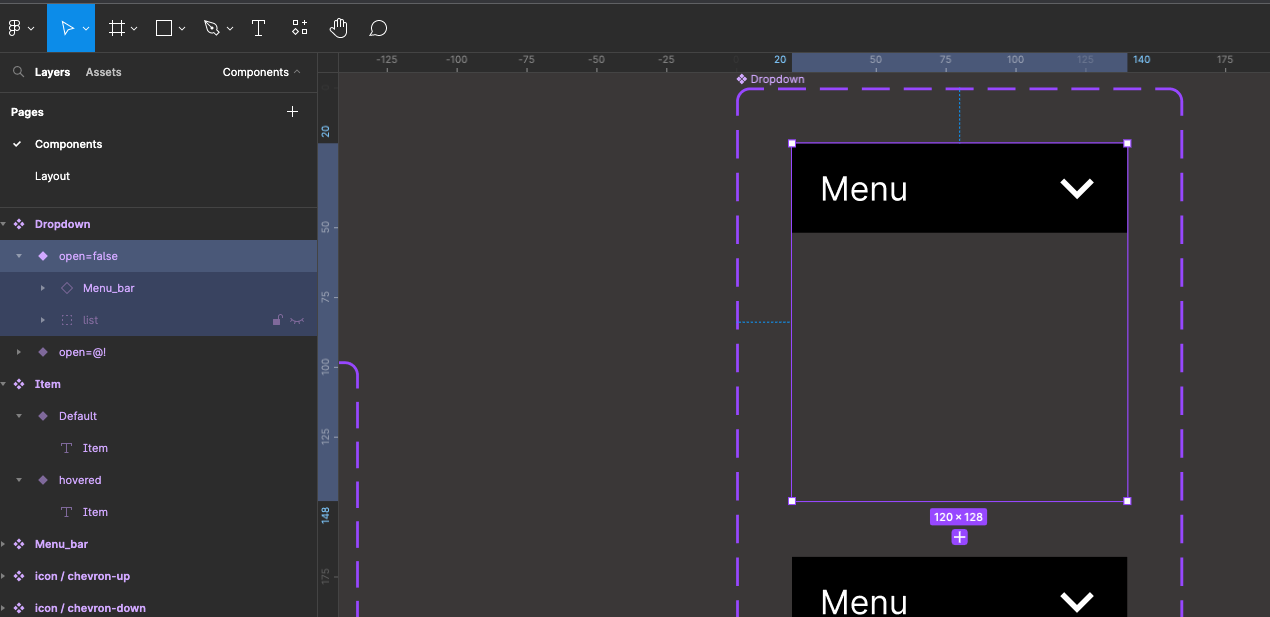 Layers Assets Components
Pages
Components
Layout
Dropdown
open=false
Menu_bar
list
open=@!
Item
Default
Item
hovered
Item
Menu_bar
icon / chevron-up
icon / chevron-down
-125 -100 -75 -50 -25 20 50 75 100 125 140 175
20
50
75
100
125
148
175
Dropdown
Menu
120 × 128
Menu